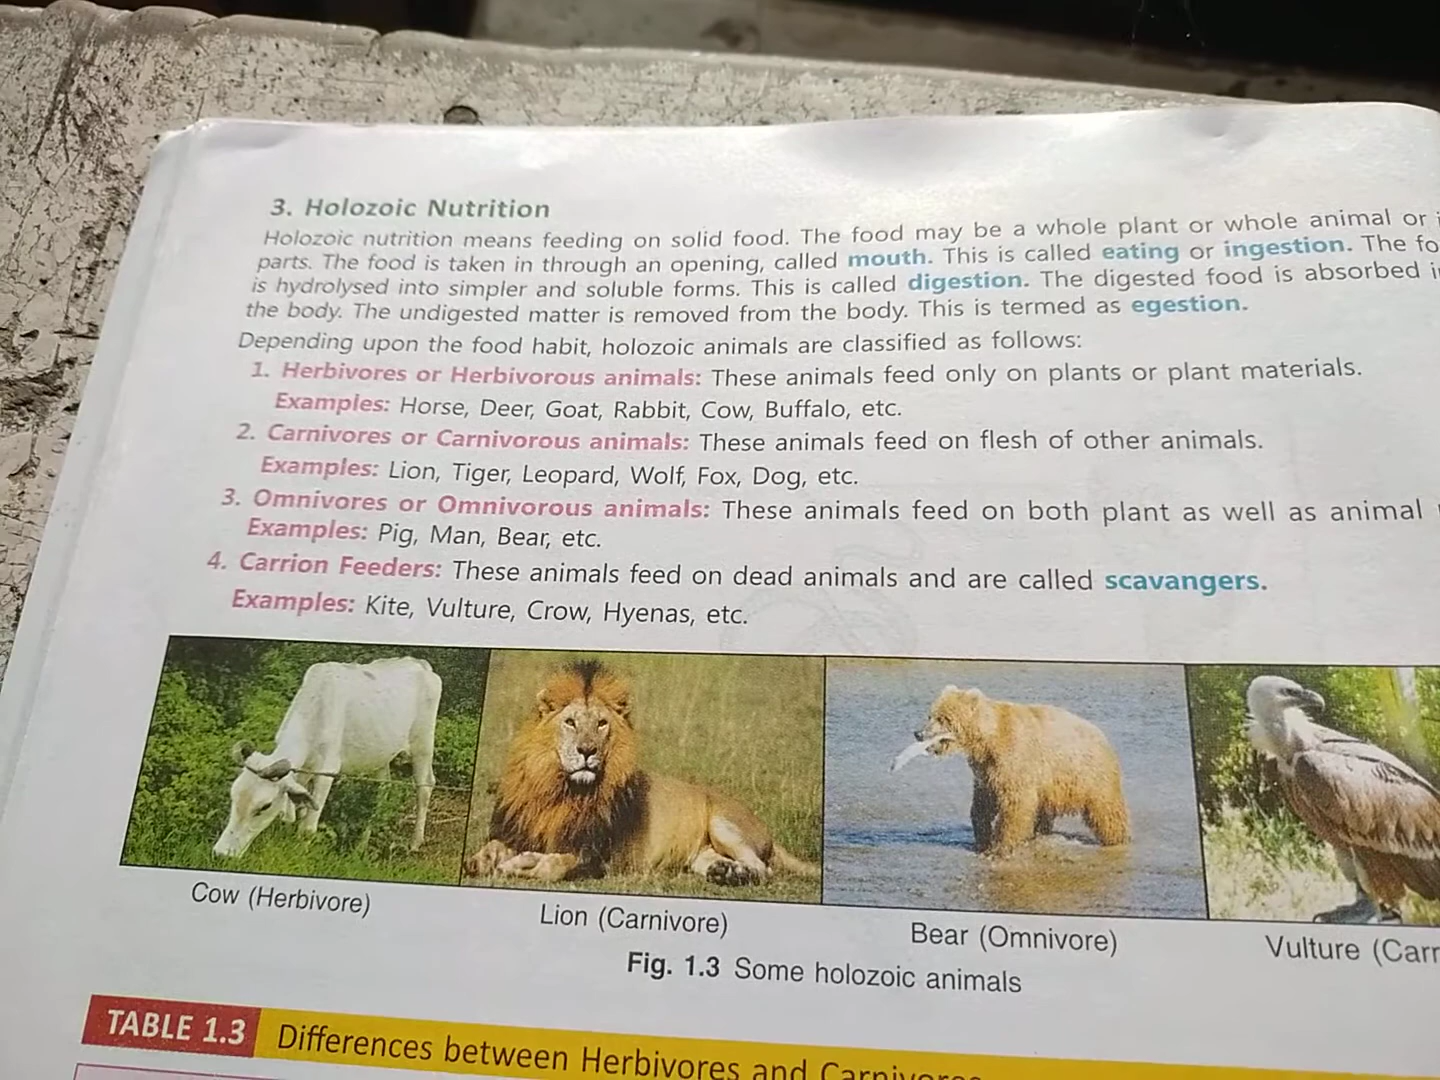 3. Holozoic Nutrition
Holozoic nutrition means feeding on solid food. The food may be a whole plant or whole animal or
parts. The food is taken in through an opening, called mouth. This is called eating or ingestion. The
is hydrolysed into simpler and soluble forms. This is called digestion. The digested food is absorbed
the body. The undigested matter is removed from the body. This is termed as egestion.
Depending upon the food habit, holozoic animals are classified as follows:
1. Herbivores or Herbivorous animals: These animals feed only on plants or plant materials.
Examples: Horse, Deer, Goat, Rabbit, Cow, Buffalo, etc.
2. Carnivores or Carnivorous animals: These animals feed on flesh of other animals.
Examples: Lion, Tiger, Leopard, Wolf, Fox, Dog, etc.
3. Omnivores or Omnivorous animals: These animals feed on both plant as well as animal
Examples: Pig, Man, Bear, etc.
4. Carrion Feeders: These animals feed on dead animals and are called scavangers.
Examples: Kite, Vulture, Crow, Hyenas, etc.
Cow (Herbivore)
Lion (Carnivore)
Bear (Omnivore)
Vulture (Carr
Fig. 1.3 Some holozoic animals
TABLE 1.3 Differences between Herbivores and Carnivores